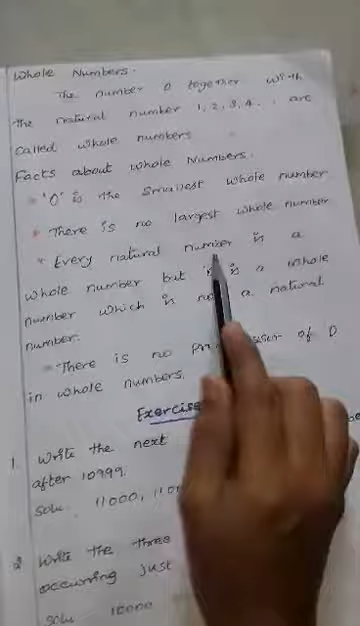 Whole Numbers.
The number 0 together with
the natural number 1, 2, 3, 4.. are
called whole numbers
Facts about whole Numbers.
* '0' is the smallest whole number
* There is no largest whole number
* Every natural number is a
whole number but is a whole
number which is a natural
number.
* There is no of 0
in whole numbers.
Exercise
1. Write the next
after 10999.
Solu 11000,
2 Write the three
occurring just
Solu 10000